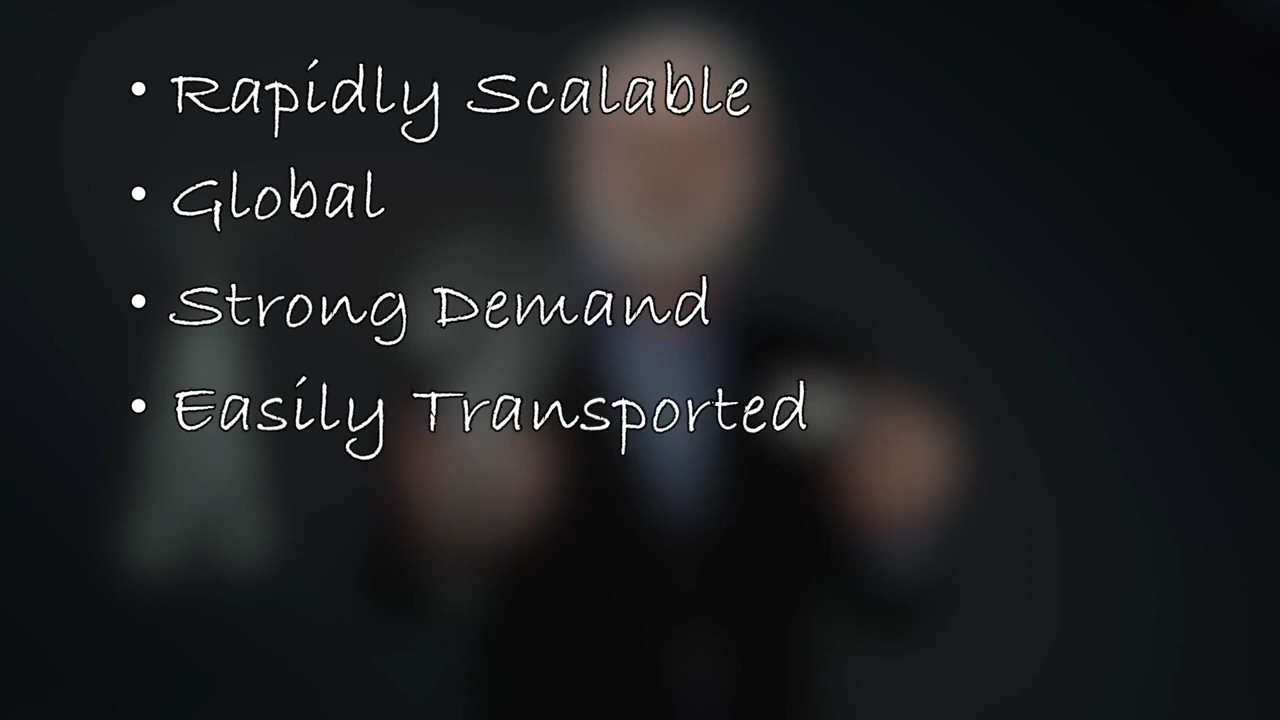 • Rapidly Scalable
• Global
• Strong Demand
• Easily Transported